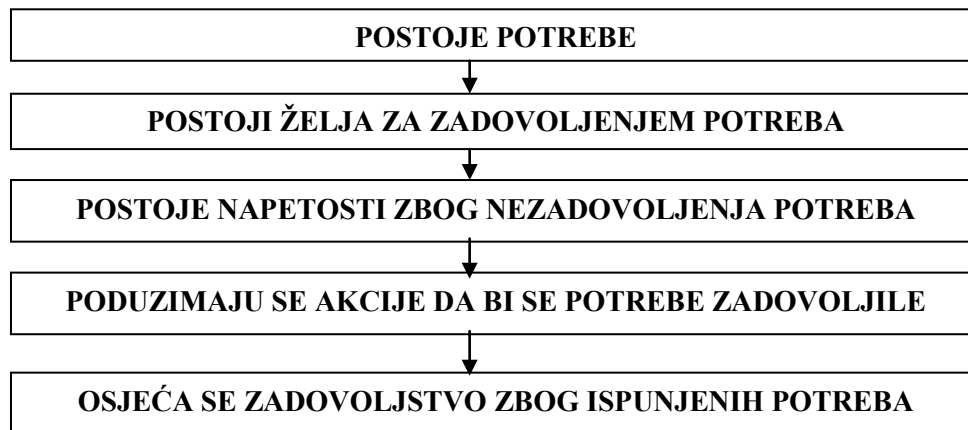 POSTOJE POTREBE
POSTOJI ŽELJA ZA ZADOVOLJENJEM POTREBA
POSTOJE NAPETOSTI ZBOG NEZADOVOLJENJA POTREBA
PODUZIMAJU SE AKCIJE DA BI SE POTREBE ZADOVOLJILE
OSJEĆA SE ZADOVOLJSTVO ZBOG ISPUNJENIH POTREBA